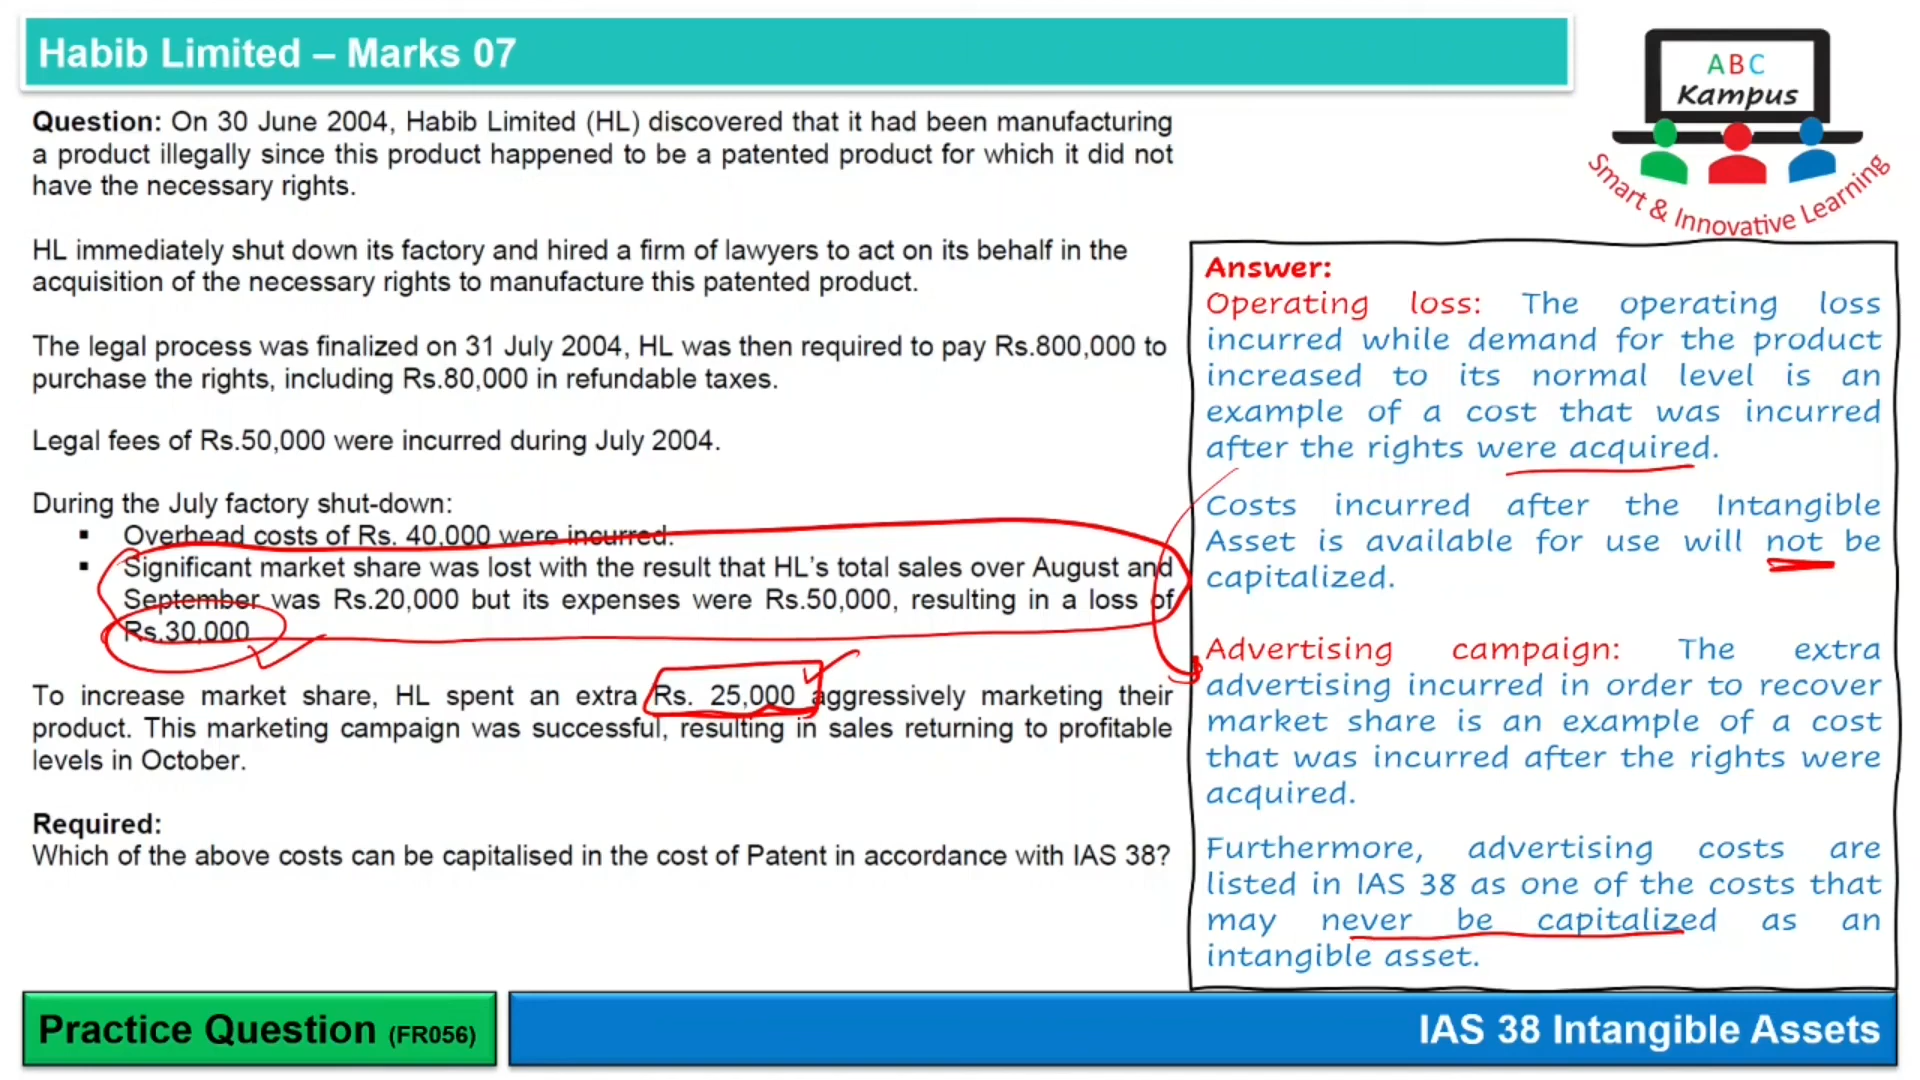 Habib Limited – Marks 07
ABC
Kampus
Smart & Innovative Learning
Question: On 30 June 2004, Habib Limited (HL) discovered that it had been manufacturing
a product illegally since this product happened to be a patented product for which it did not
have the necessary rights.
HL immediately shut down its factory and hired a firm of lawyers to act on its behalf in the
acquisition of the necessary rights to manufacture this patented product.
The legal process was finalized on 31 July 2004, HL was then required to pay Rs.800,000 to
purchase the rights, including Rs.80,000 in refundable taxes.
Legal fees of Rs.50,000 were incurred during July 2004.
During the July factory shut-down:
▪ Overhead costs of Rs. 40,000 were incurred.
▪ Significant market share was lost with the result that HL's total sales over August and
September was Rs.20,000 but its expenses were Rs.50,000, resulting in a loss of
Rs.30,000
To increase market share, HL spent an extra Rs. 25,000 aggressively marketing their
product. This marketing campaign was successful, resulting in sales returning to profitable
levels in October.
Required:
Which of the above costs can be capitalised in the cost of Patent in accordance with IAS 38?
Answer:
Operating loss: The operating loss
incurred while demand for the product
increased to its normal level is an
example of a cost that was incurred
after the rights were acquired.
Costs incurred after the Intangible
Asset is available for use will not be
capitalized.
Advertising campaign: The extra
advertising incurred in order to recover
market share is an example of a cost
that was incurred after the rights were
acquired.
Furthermore, advertising costs are
listed in IAS 38 as one of the costs that
may never be capitalized as an
intangible asset.
Practice Question (FR056)
IAS 38 Intangible Assets